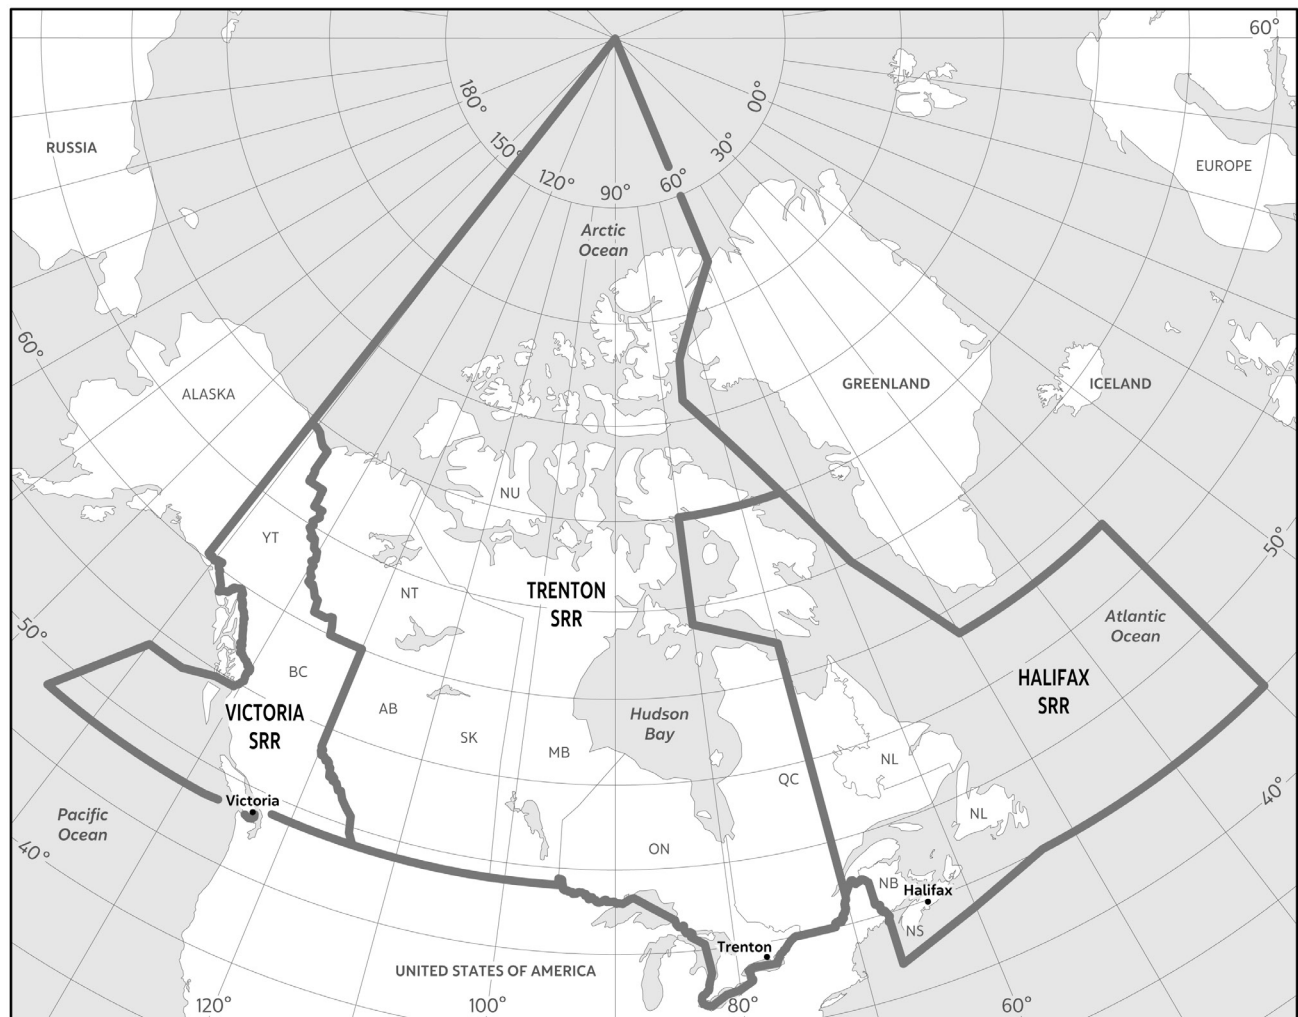 60°
180°
00°
150°
30°
RUSSIA
EUROPE
120°
90°
60°
Arctic
Ocean
60°
ALASKA
GREENLAND
ICELAND
NU
YT
50°
TRENTON
SRR
NT
50°
Atlantic
Ocean
BC
HALIFAX
SRR
AB
VICTORIA
SRR
Hudson
Bay
SK
MB
NL
QC
Victoria
40°
Pacific
Ocean
NL
40°
ON
NB
Halifax
NS
Trenton
UNITED STATES OF AMERICA
120°
100°
80°
60°